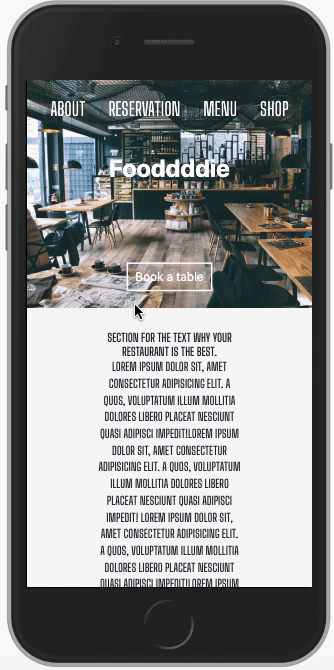 ABOUT RESERVATION MENU SHOP
Fooddddie
Book a table
SECTION FOR THE TEXT WHY YOUR
RESTAURANT IS THE BEST.
LOREM IPSUM DOLOR SIT, AMET
CONSECTETUR ADIPISICING ELIT. A
QUOS, VOLUPTATUM ILLUM MOLLITIA
DOLORES LIBERO PLACEAT NESCIUNT
QUASI ADIPISCI IMPEDIT!LOREM IPSUM
DOLOR SIT, AMET CONSECTETUR
ADIPISICING ELIT. A QUOS, VOLUPTATUM
ILLUM MOLLITIA DOLORES LIBERO
PLACEAT NESCIUNT QUASI ADIPISCI
IMPEDIT! LOREM IPSUM DOLOR SIT,
AMET CONSECTETUR ADIPISICING ELIT.
A QUOS, VOLUPTATUM ILLUM MOLLITIA
DOLORES LIBERO PLACEAT NESCIUNT
QUASI ADIPISCI IMPEDIT!LOREM IPSUM